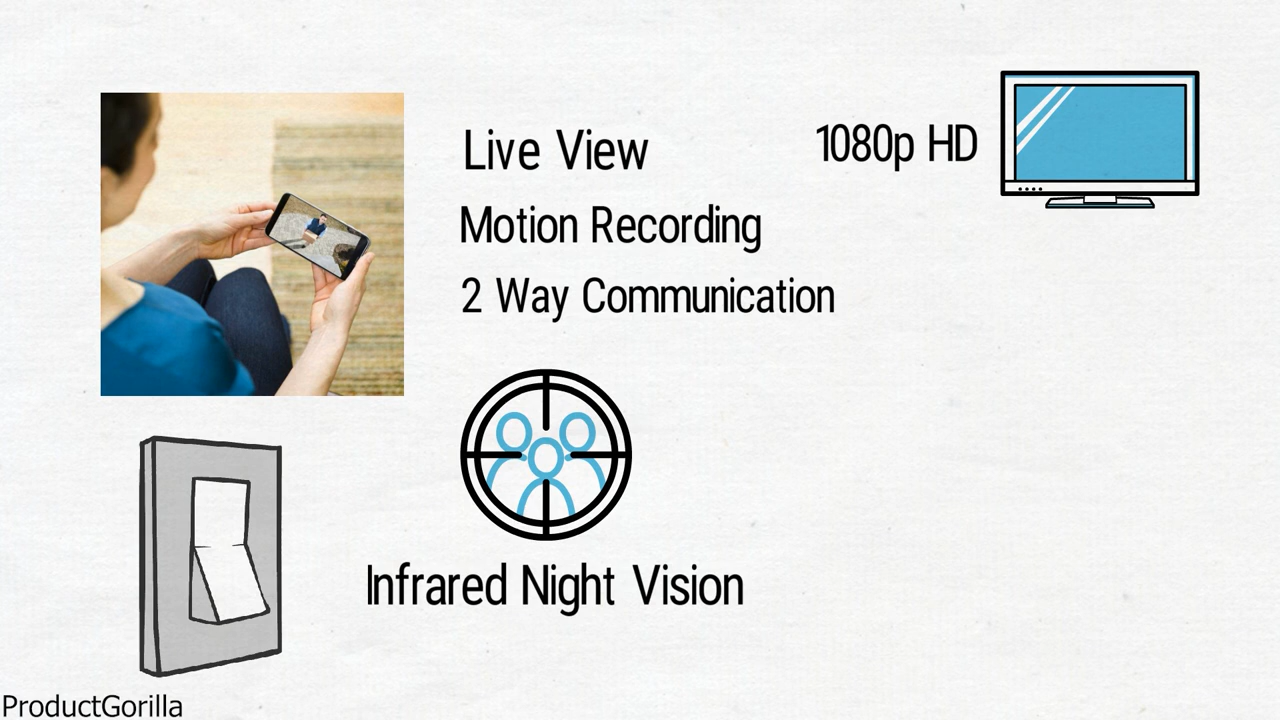 Live View
1080p HD
Motion Recording
2 Way Communication
Infrared Night Vision
ProductGorilla